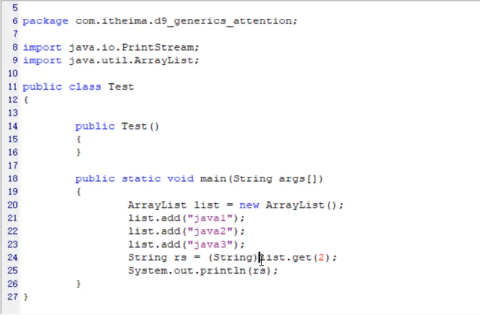 5
6 package com.itheima.d9_generics_attention;
7
8 import java.io.PrintStream;
9 import java.util.ArrayList;
10
11 public class Test
12 {
13
14 public Test()
15 {
16 }
17
18 public static void main(String args[])
19 {
20 ArrayList list = new ArrayList();
21 list.add("java1");
22 list.add("java2");
23 list.add("java3");
24 String rs = (String)list.get(2);
25 System.out.println(rs);
26 }
27 }